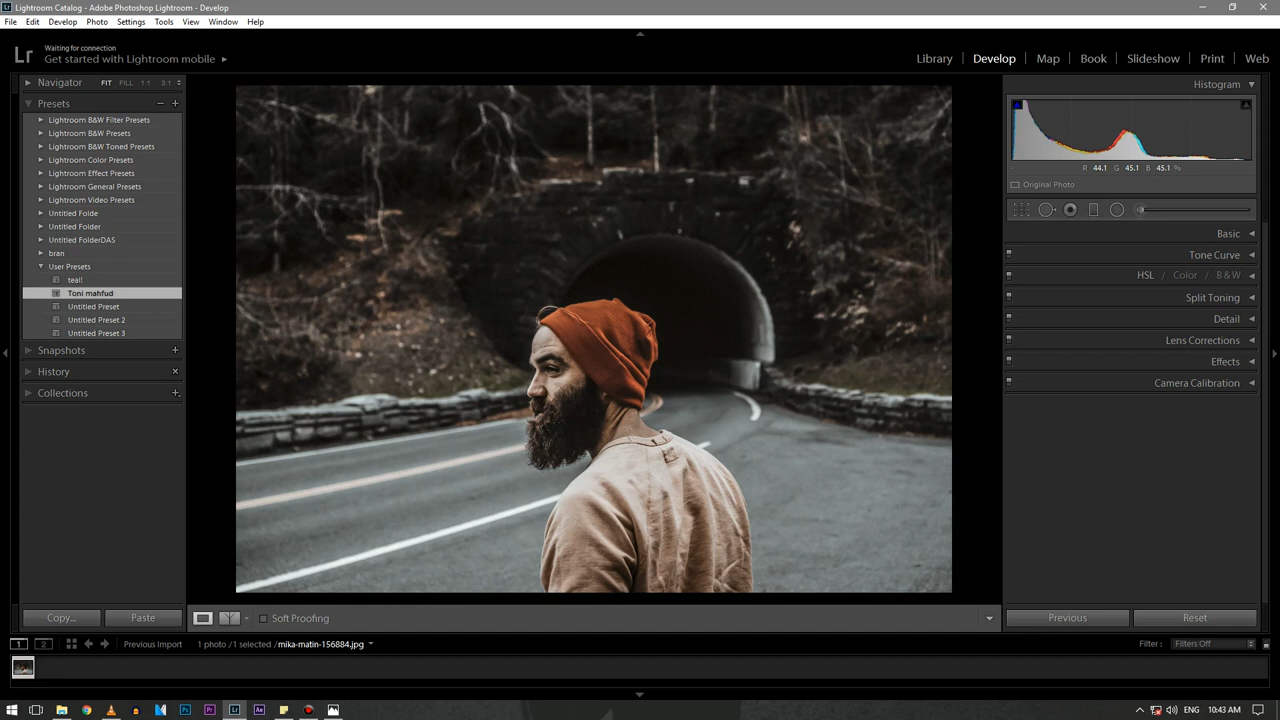 Lightroom Catalog - Adobe Photoshop Lightroom - Develop
File Edit Develop Photo Settings Tools View Window Help
Lr
Waiting for connection
Get started with Lightroom mobile
Library Develop Map Book Slideshow Print Web
Navigator FIT FILL 1:1 3:1
Presets
Lightroom B&W Filter Presets
Lightroom B&W Presets
Lightroom B&W Toned Presets
Lightroom Color Presets
Lightroom Effect Presets
Lightroom General Presets
Lightroom Video Presets
Untitled Folde
Untitled Folder
Untitled FolderDAS
bran
User Presets
teal!
Toni mahfud
Untitled Preset
Untitled Preset 2
Untitled Preset 3
Snapshots
History
Collections
Copy... Paste
Soft Proofing
Histogram
R 44.1 G 45.1 B 45.1 %
Original Photo
Basic
Tone Curve
HSL / Color / B & W
Split Toning
Detail
Lens Corrections
Effects
Camera Calibration
Previous Reset
1 2 Previous Import 1 photo / 1 selected / mika-matin-156884.jpg
Filter : Filters Off
Ps Pr Lr Ae
ENG 10:43 AM